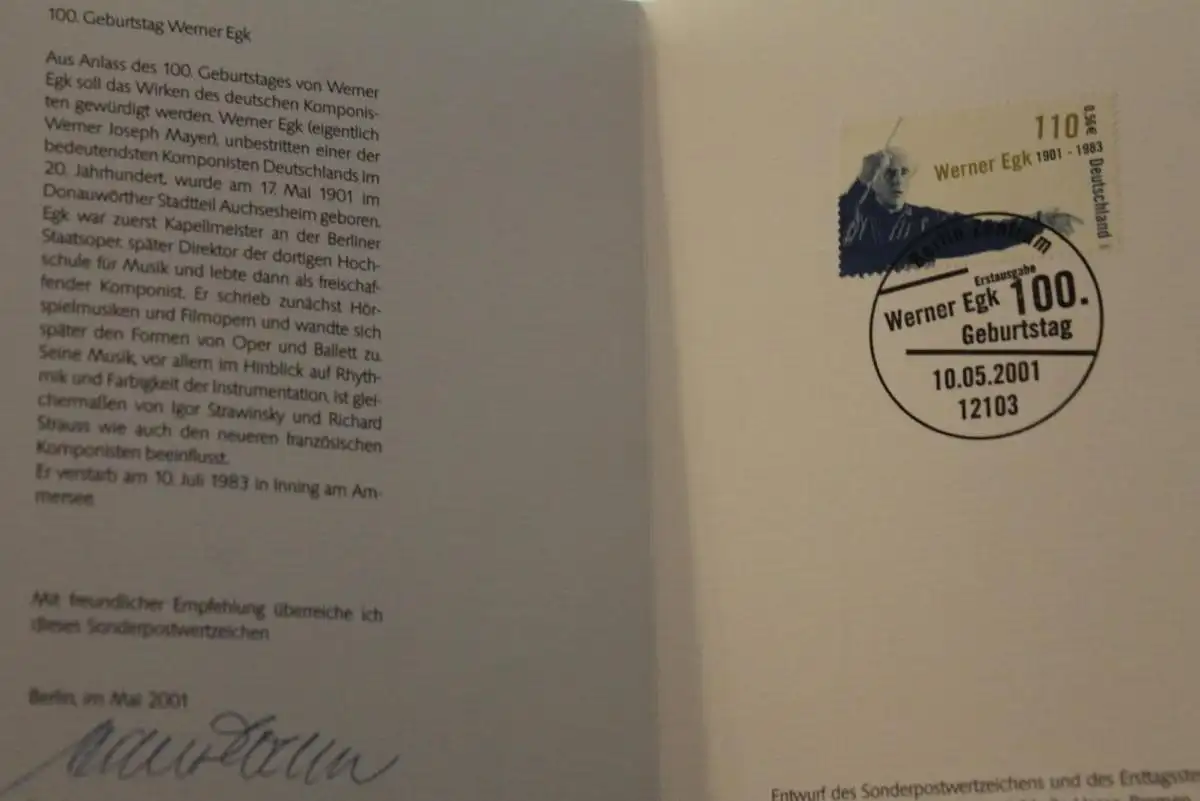 100. Geburtstag Werner Egk
Aus Anlass des 100. Geburtstages von Werner
Egk soll das Wirken des deutschen Komponis-
ten gewürdigt werden. Werner Egk (eigentlich
Werner Joseph Mayer), unbestritten einer der
bedeutendsten Komponisten Deutschlands im
20. Jahrhundert, wurde am 17. Mai 1901 im
Donauwörther Stadtteil Auchsesheim geboren.
Egk war zuerst Kapellmeister an der Berliner
Staatsoper, später Direktor der dortigen Hoch-
schule für Musik und lebte dann als freischaf-
fender Komponist. Er schrieb zunächst Hör-
spielmusiken und Filmopern und wandte sich
später den Formen von Oper und Ballett zu.
Seine Musik, vor allem im Hinblick auf Rhyth-
mik und Farbigkeit der Instrumentation, ist glei-
chermaßen von Igor Strawinsky und Richard
Strauss wie auch den neueren französischen
Komponisten beeinflusst.
Er verstarb am 10. Juli 1983 in Inning am Am-
mersee.
Mit freundlicher Empfehlung überreiche ich
dieses Sonderpostwertzeichen
Berlin, im Mai 2001
110
0,56€
Werner Egk 1901 - 1983
Deutschland
Berlin Zentrum
Erstausgabe
Werner Egk 100.
Geburtstag
10.05.2001
12103
Entwurf des Sonderpostwertzeichens und des Ersttagsste